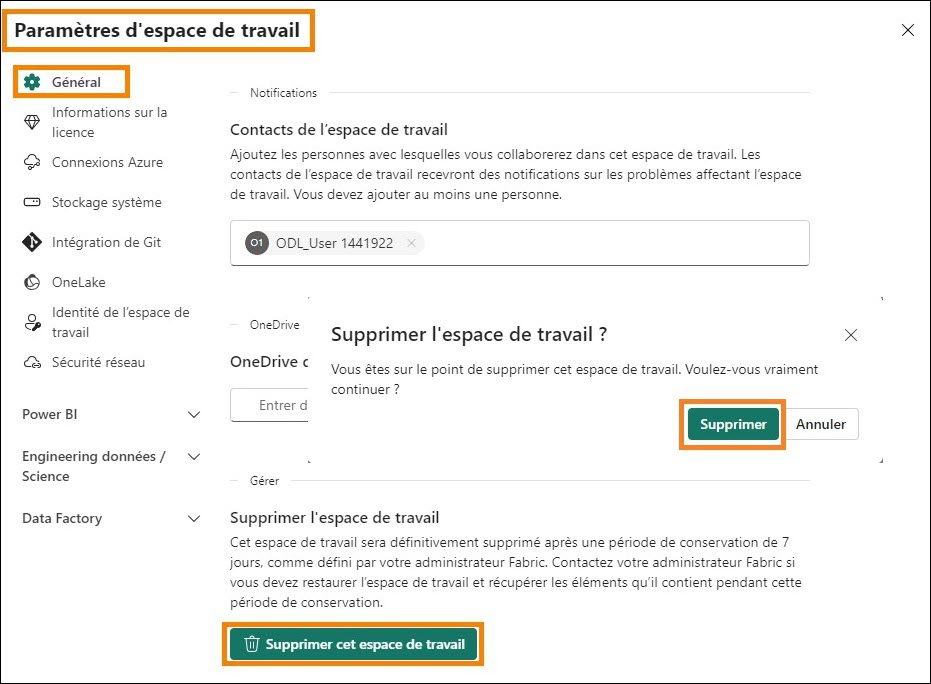 Paramètres d'espace de travail
Général
Informations sur la
licence
Connexions Azure
Stockage système
Intégration de Git
OneLake
Identité de l'espace de
travail
Sécurité réseau
Power BI
Engineering données /
Science
Data Factory
Notifications
Contacts de l’espace de travail
Ajoutez les personnes avec lesquelles vous collaborerez dans cet espace de travail. Les
contacts de l’espace de travail recevront des notifications sur les problèmes affectant l’espace
de travail. Vous devez ajouter au moins une personne.
O1 ODL_User 1441922
OneDrive
OneDrive d
Entrer d
Supprimer l'espace de travail ?
Vous êtes sur le point de supprimer cet espace de travail. Voulez-vous vraiment
continuer ?
Supprimer Annuler
Gérer
Supprimer l'espace de travail
Cet espace de travail sera définitivement supprimé après une période de conservation de 7
jours, comme défini par votre administrateur Fabric. Contactez votre administrateur Fabric si
vous devez restaurer l’espace de travail et récupérer les éléments qu’il contient pendant cette
période de conservation.
Supprimer cet espace de travail